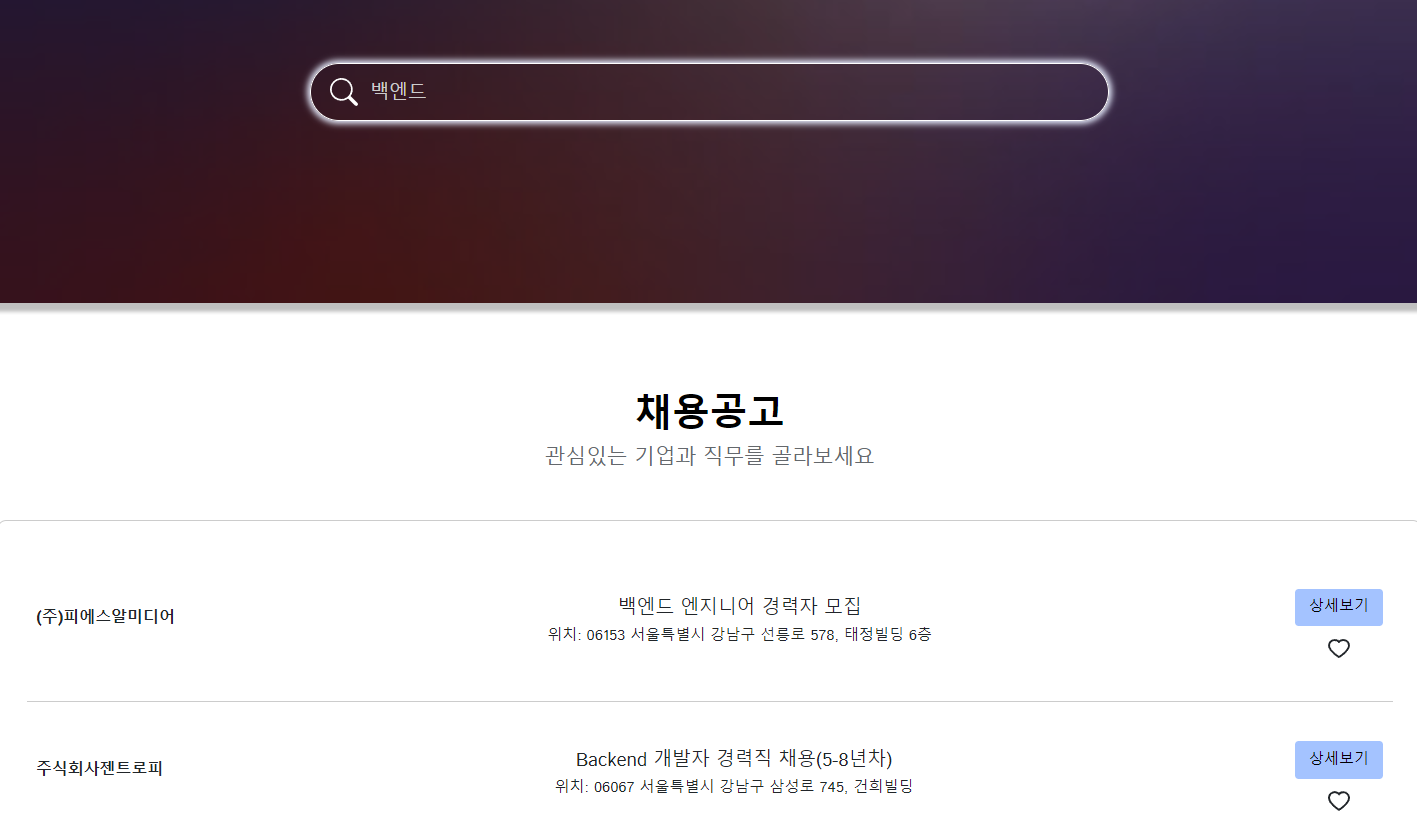 백엔드
채용공고
관심있는 기업과 직무를 골라보세요
(주)피에스알미디어
백엔드 엔지니어 경력자 모집
위치: 06153 서울특별시 강남구 선릉로 578, 태정빌딩 6층
상세보기
주식회사젠트로피
Backend 개발자 경력직 채용(5-8년차)
위치: 06067 서울특별시 강남구 삼성로 745, 건희빌딩
상세보기